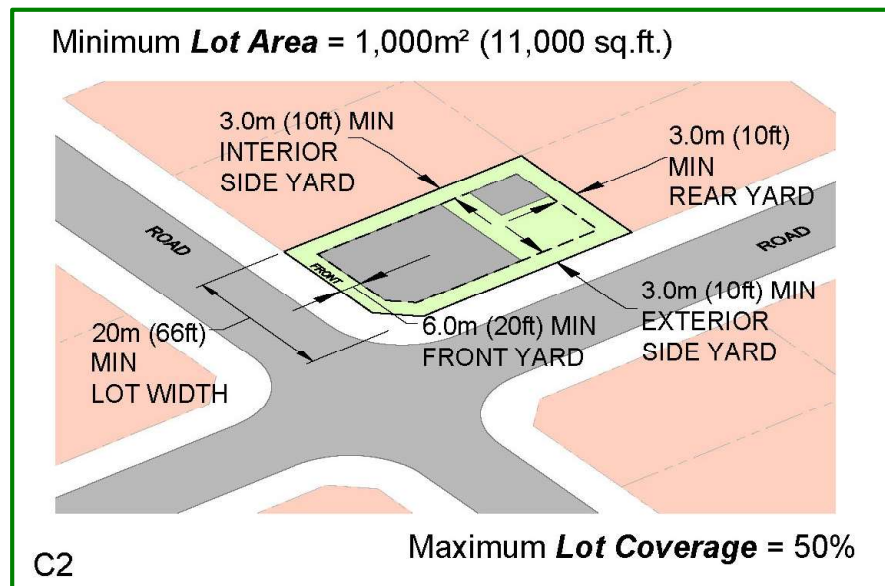 Minimum Lot Area = 1,000m² (11,000 sq.ft.)
3.0m (10ft) MIN
INTERIOR
SIDE YARD
3.0m (10ft)
MIN
REAR YARD
ROAD
ROAD
FRONT
20m (66ft)
MIN
LOT WIDTH
6.0m (20ft) MIN
FRONT YARD
3.0m (10ft) MIN
EXTERIOR
SIDE YARD
Maximum Lot Coverage = 50%
C2